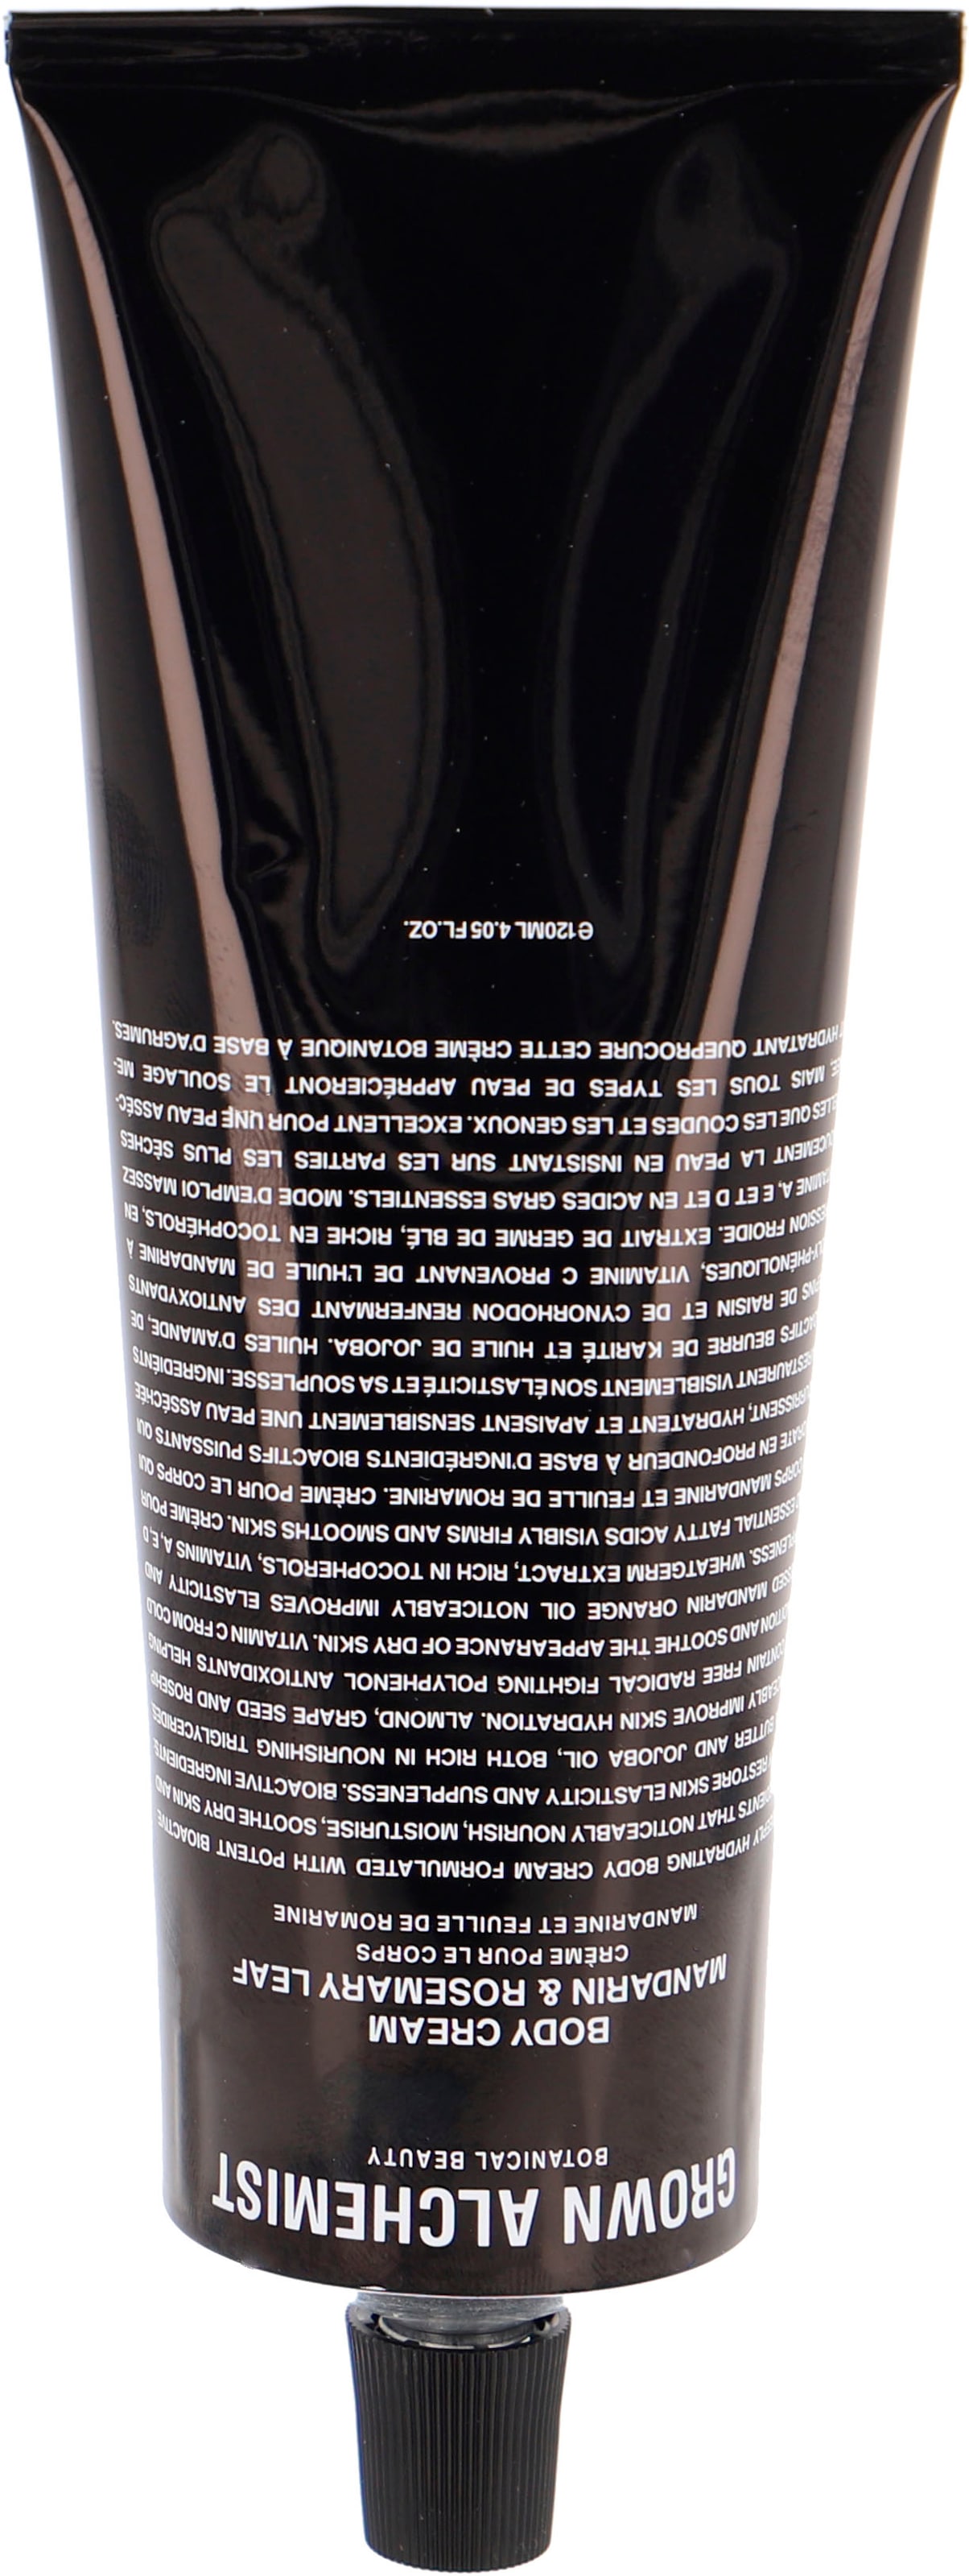 GROWN ALCHEMIST
BOTANICAL BEAUTY
BODY CREAM
MANDARIN & ROSEMARY LEAF
CRÈME POUR LE CORPS
MANDARINE ET FEUILLE DE ROMARINE
HYDRATING BODY CREAM FORMULATED WITH POTENT BIOACTIVE
THAT NOTICEABLY NOURISH, MOISTURISE, SOOTHE DRY SKIN AND
RESTORE SKIN ELASTICITY AND SUPPLENESS. BIOACTIVE INGREDIENTS:
BUTTER AND JOJOBA OIL, BOTH RICH IN NOURISHING TRIGLYCERIDES
IMPROVE SKIN HYDRATION. ALMOND, GRAPE SEED AND ROSEHIP
CONTAIN FREE RADICAL FIGHTING POLYPHENOL ANTIOXIDANTS HELPING
AND SOOTHE THE APPEARANCE OF DRY SKIN. VITAMIN C FROM COLD
MANDARIN ORANGE OIL NOTICEABLY IMPROVES ELASTICITY AND
WHEATGERM EXTRACT, RICH IN TOCOPHEROLS, VITAMINS A, E, D
ESSENTIAL FATTY ACIDS VISIBLY FIRMS AND SMOOTHS SKIN. CRÈME POUR
CORPS MANDARINE ET FEUILLE DE ROMARINE. CRÈME POUR LE CORPS QUI
EN PROFONDEUR À BASE D'INGRÉDIENTS BIOACTIFS PUISSANTS QUI
HYDRATENT ET APAISENT SENSIBLEMENT UNE PEAU ASSÉCHÉE
RESTAURENT VISIBLEMENT SON ÉLASTICITÉ ET SA SOUPLESSE. INGREDIÉNTS
BEURRE DE KARITÉ ET HUILE DE JOJOBA. HUILES D'AMANDE, DE
DE RAISIN ET DE CYNORHODON RENFERMANT DES ANTIOXYDANTS
VITAMINE C PROVENANT DE L'HUILE DE MANDARINE À
FROIDE. EXTRAIT DE GERME DE BLÉ, RICHE EN TOCOPHÉROLS, EN
A, E ET D ET EN ACIDES GRAS ESSENTIELS. MODE D'EMPLOI MASSEZ
LA PEAU EN INSISTANT SUR LES PARTIES LES PLUS SÈCHES
QUE LES COUDES ET LES GENOUX. EXCELLENT POUR UNE PEAU ASSÉC-
MAIS TOUS LES TYPES DE PEAU APPRÉCIERONT LE SOULAGE ME-
HYDRATANT QUEPROCURE CETTE CRÈME BOTANIQUE À BASE D'AGRUMES.
℮120ML 4.05 FL.OZ.